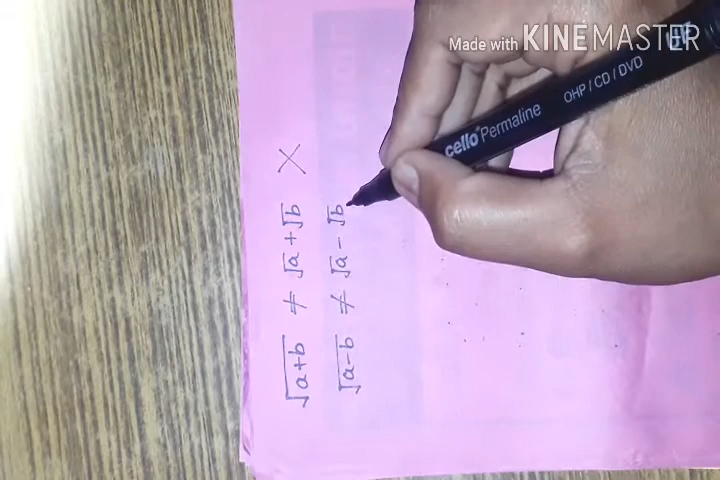 √a+b ≠ √a + √b ✗
√a-b ≠ √a - √b
cello Permaline OHP / CD / DVD
Made with KINEMASTER